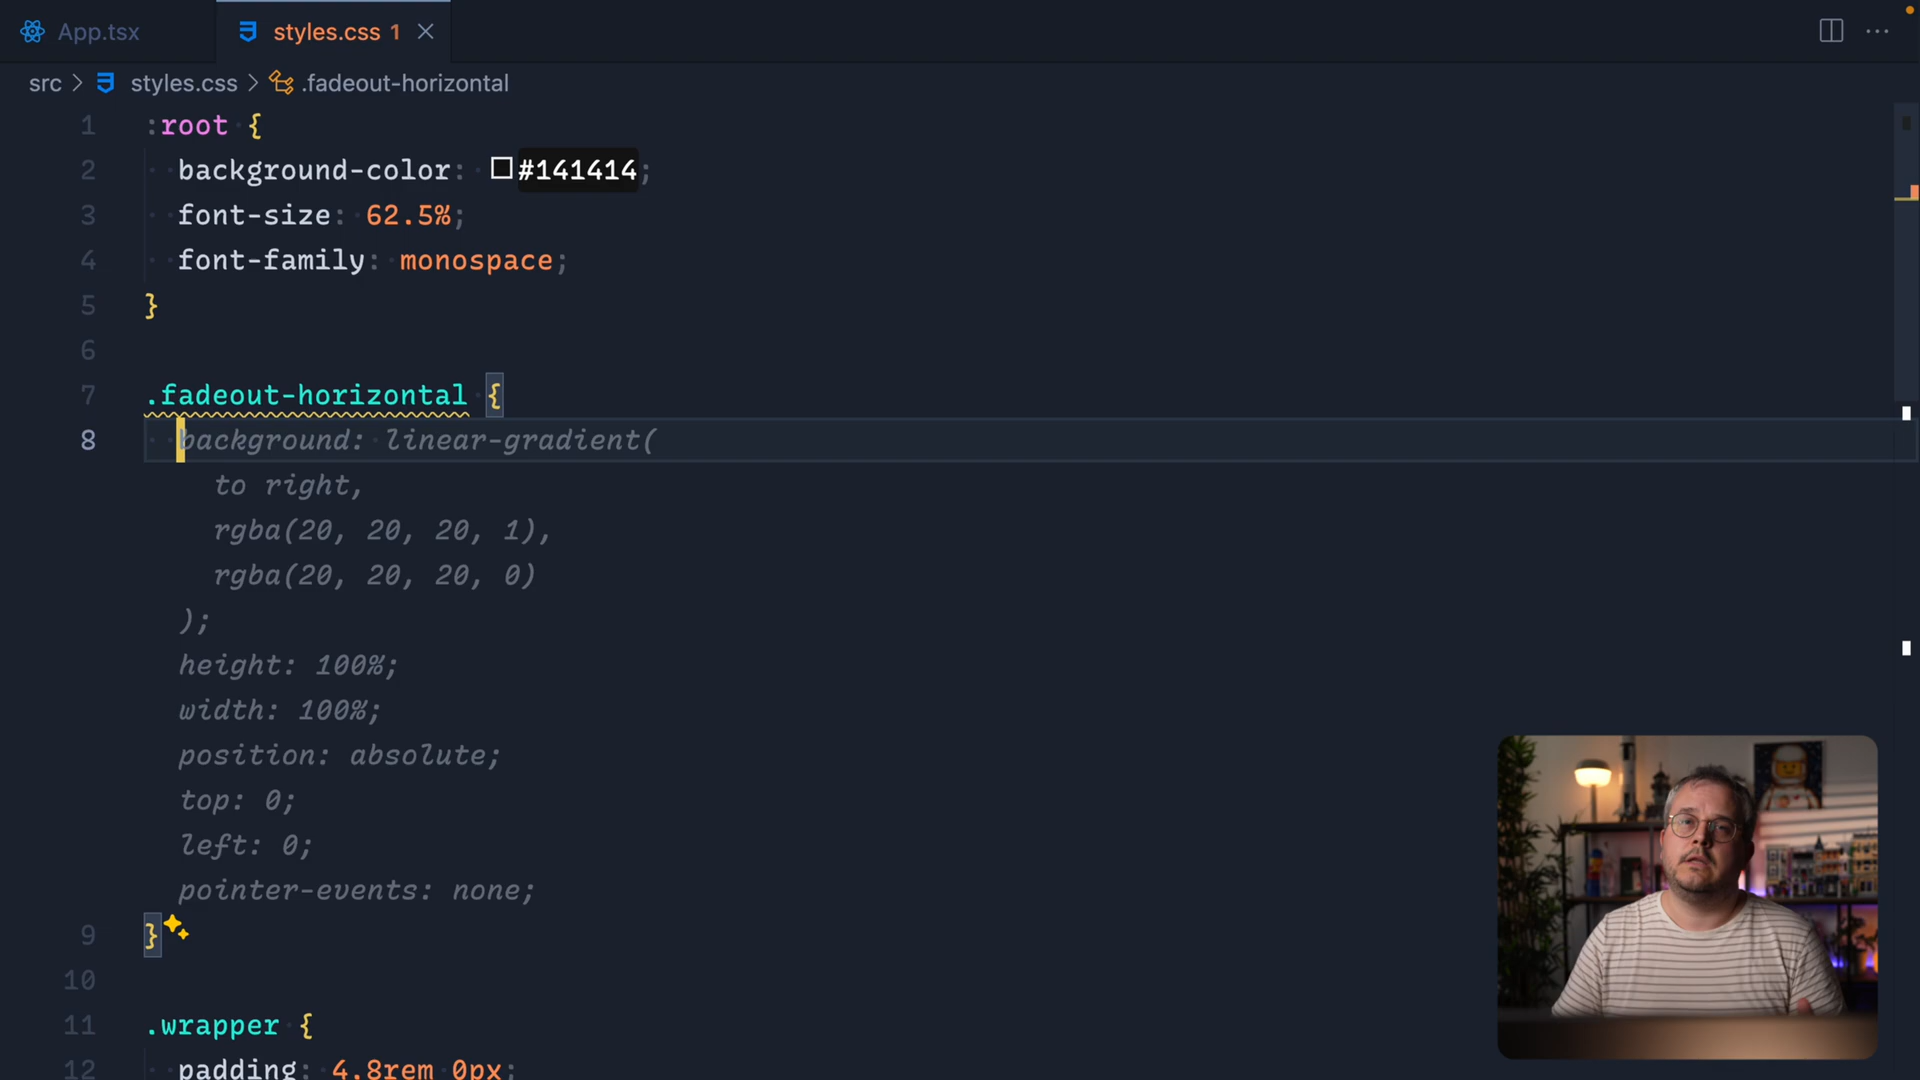 App.tsx
styles.css 1
src > styles.css > .fadeout-horizontal
1 :root {
2 background-color: #141414;
3 font-size: 62.5%;
4 font-family: monospace;
5 }
6
7 .fadeout-horizontal {
8 background: linear-gradient(
to right,
rgba(20, 20, 20, 1),
rgba(20, 20, 20, 0)
);
height: 100%;
width: 100%;
position: absolute;
top: 0;
left: 0;
pointer-events: none;
9 }
10
11 .wrapper {
12 padding: 4.8rem 0px;